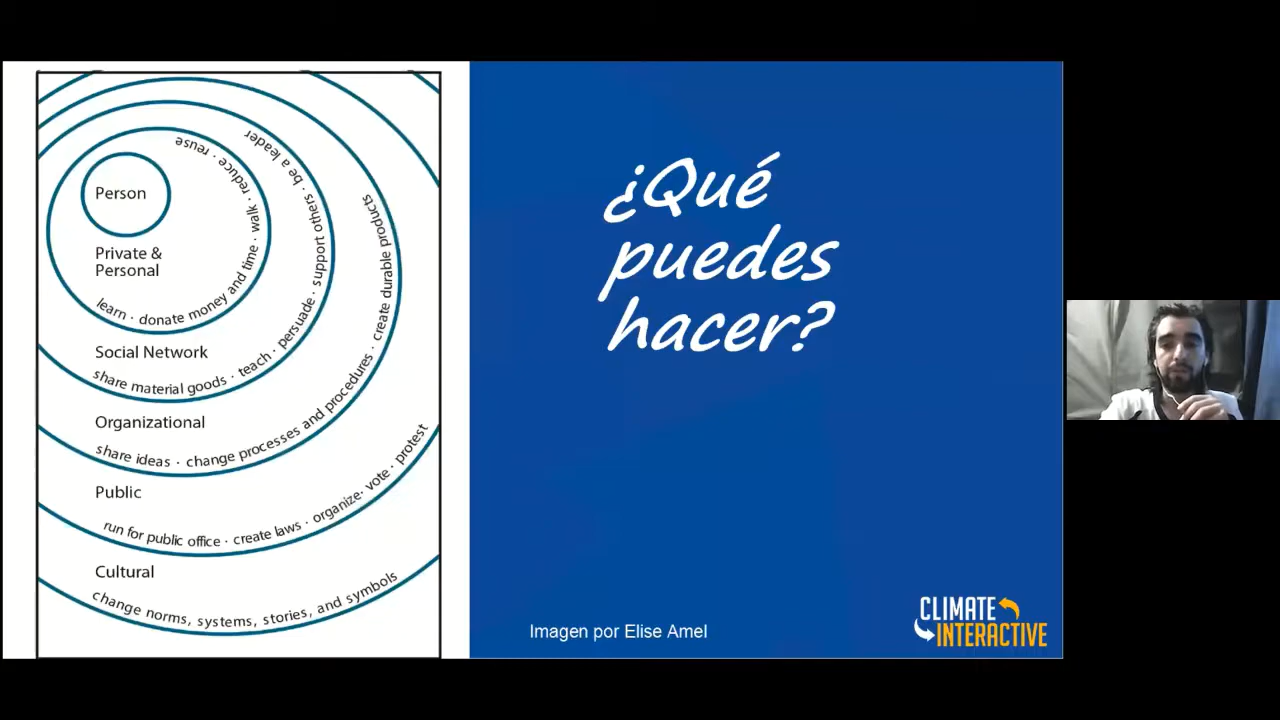 Person
Private &
Personal
learn · donate money and time · walk · reduce · reuse
Social Network
share material goods · teach · persuade · support others · be a leader
Organizational
share ideas · change processes and procedures · create durable products
Public
run for public office · create laws · organize · vote · protest
Cultural
change norms, systems, stories, and symbols
¿Qué
puedes
hacer?
Imagen por Elise Amel
CLIMATE
INTERACTIVE